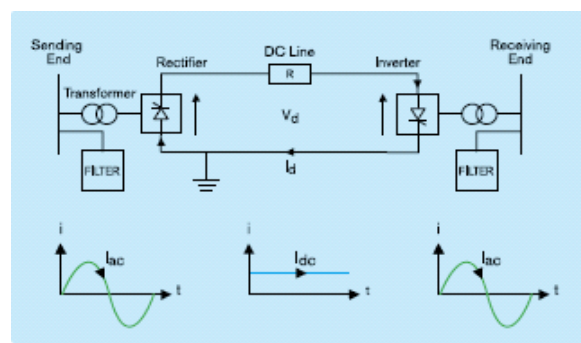 Sending
End
Rectifier
DC Line
R
Inverter
Receiving
End
Transformer
Vd
FILTER
Id
FILTER
i
Iac
t
i
Idc
t
i
Iac
t